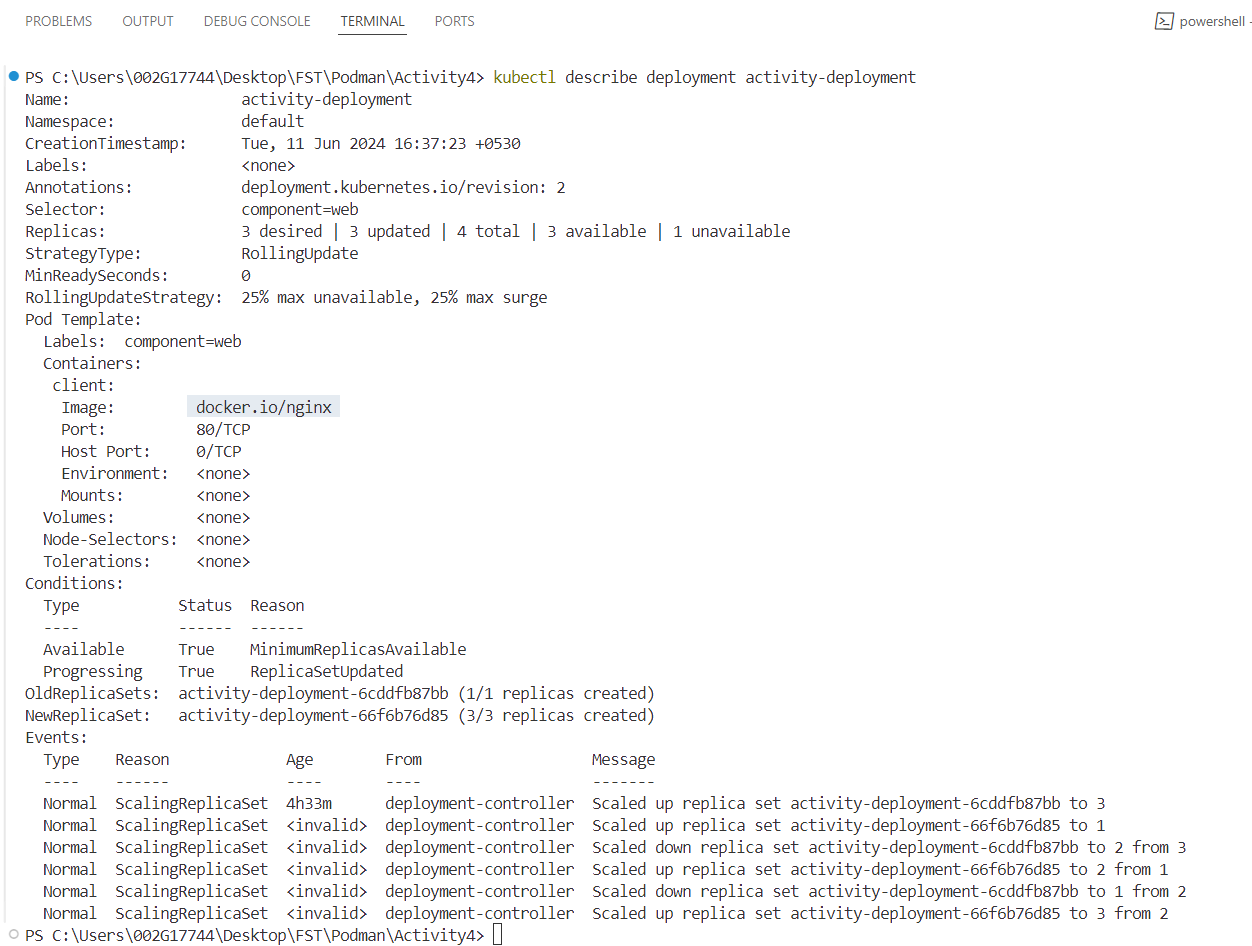 PROBLEMS OUTPUT DEBUG CONSOLE TERMINAL PORTS powershell -
PS C:\Users\002G17744\Desktop\FST\Podman\Activity4> kubectl describe deployment activity-deployment
Name: activity-deployment
Namespace: default
CreationTimestamp: Tue, 11 Jun 2024 16:37:23 +0530
Labels: <none>
Annotations: deployment.kubernetes.io/revision: 2
Selector: component=web
Replicas: 3 desired | 3 updated | 4 total | 3 available | 1 unavailable
StrategyType: RollingUpdate
MinReadySeconds: 0
RollingUpdateStrategy: 25% max unavailable, 25% max surge
Pod Template:
Labels: component=web
Containers:
client:
Image: docker.io/nginx
Port: 80/TCP
Host Port: 0/TCP
Environment: <none>
Mounts: <none>
Volumes: <none>
Node-Selectors: <none>
Tolerations: <none>
Conditions:
Type Status Reason
---- ------ ------
Available True MinimumReplicasAvailable
Progressing True ReplicaSetUpdated
OldReplicaSets: activity-deployment-6cddfb87bb (1/1 replicas created)
NewReplicaSet: activity-deployment-66f6b76d85 (3/3 replicas created)
Events:
Type Reason Age From Message
---- ------ ---- ---- -------
Normal ScalingReplicaSet 4h33m deployment-controller Scaled up replica set activity-deployment-6cddfb87bb to 3
Normal ScalingReplicaSet <invalid> deployment-controller Scaled up replica set activity-deployment-66f6b76d85 to 1
Normal ScalingReplicaSet <invalid> deployment-controller Scaled down replica set activity-deployment-6cddfb87bb to 2 from 3
Normal ScalingReplicaSet <invalid> deployment-controller Scaled up replica set activity-deployment-66f6b76d85 to 2 from 1
Normal ScalingReplicaSet <invalid> deployment-controller Scaled down replica set activity-deployment-6cddfb87bb to 1 from 2
Normal ScalingReplicaSet <invalid> deployment-controller Scaled up replica set activity-deployment-66f6b76d85 to 3 from 2
PS C:\Users\002G17744\Desktop\FST\Podman\Activity4>